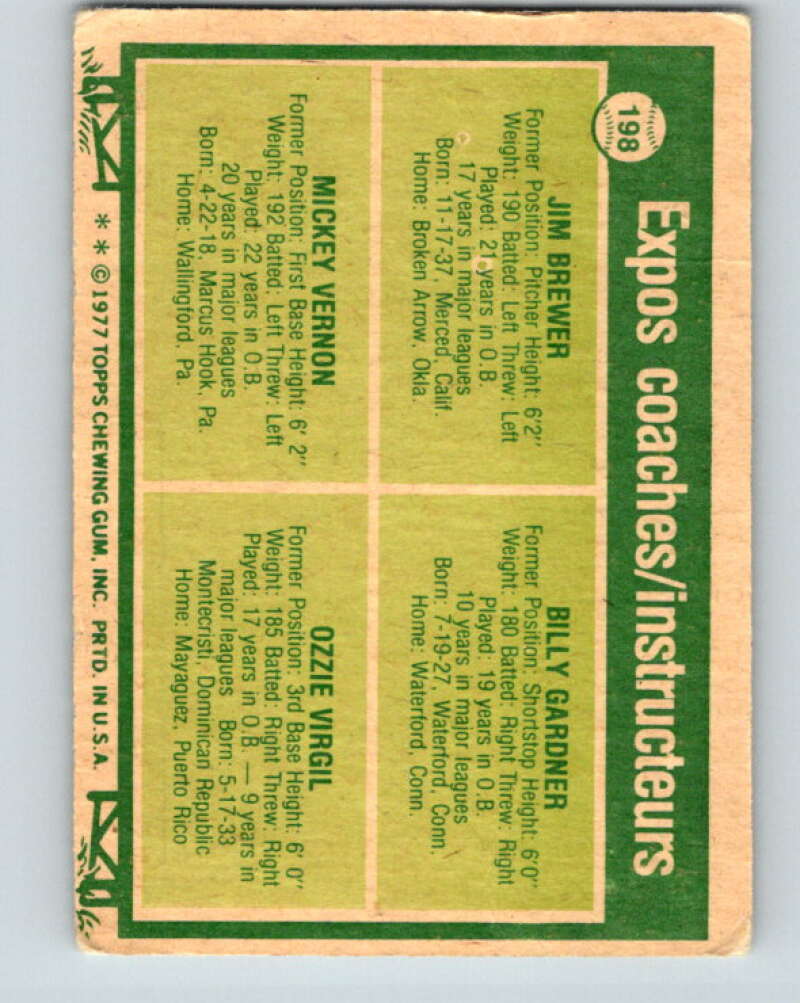 198
Expos coaches/instructeurs
JIM BREWER
Former Position: Pitcher Height: 6'2"
Weight: 190 Batted: Left Threw: Left
Played: 21 years in O.B.
17 years in major leagues
Born: 11-17-37, Merced, Calif.
Home: Broken Arrow, Okla.
BILLY GARDNER
Former Position: Shortstop Height: 6'0"
Weight: 180 Batted: Right Threw: Right
Played: 19 years in O.B.
10 years in major leagues
Born: 7-19-27, Waterford, Conn.
Home: Waterford, Conn.
MICKEY VERNON
Former Position: First Base Height: 6' 2"
Weight: 192 Batted: Left Threw: Left
Played: 22 years in O.B.
20 years in major leagues
Born: 4-22-18, Marcus Hook, Pa.
Home: Wallingford, Pa.
OZZIE VIRGIL
Former Position: 3rd Base Height: 6' 0"
Weight: 185 Batted: Right Threw: Right
Played: 17 years in O.B. — 9 years in
major leagues Born: 5-17-33
Montecristi, Dominican Republic
Home: Mayaguez, Puerto Rico
* * © 1977 TOPPS CHEWING GUM, INC. PRTD. IN U.S.A.